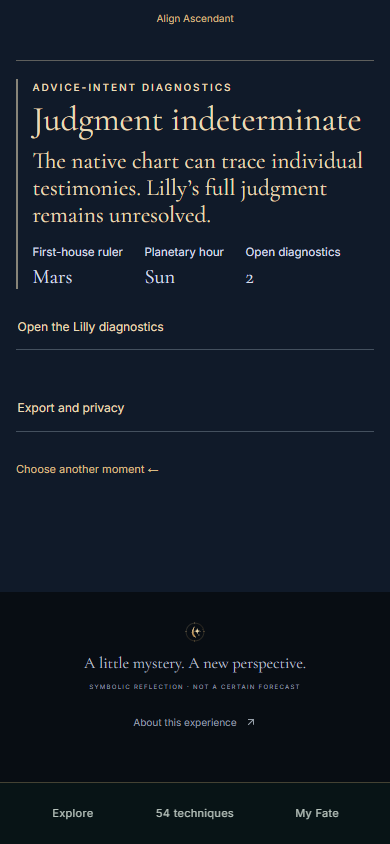 Align Ascendant
ADVICE-INTENT DIAGNOSTICS
Judgment indeterminate
The native chart can trace individual
testimonies. Lilly's full judgment
remains unresolved.
First-house ruler Planetary hour Open diagnostics
Mars Sun 2
Open the Lilly diagnostics
Export and privacy
Choose another moment ←
A little mystery. A new perspective.
SYMBOLIC REFLECTION · NOT A CERTAIN FORECAST
About this experience ↗
Explore 54 techniques My Fate